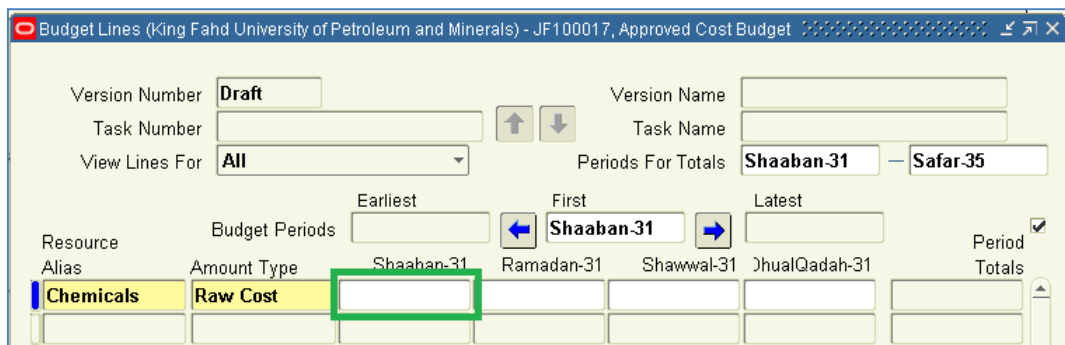 Budget Lines (King Fahd University of Petroleum and Minerals) - JF100017, Approved Cost Budget
Version Number Draft Version Name
Task Number Task Name
View Lines For All Periods For Totals Shaaban-31 – Safar-35
Earliest First Latest
Budget Periods Shaaban-31 Period
Resource
Alias Amount Type Shaaban-31 Ramadan-31 Shawwal-31 DhualQadah-31 Totals
Chemicals Raw Cost